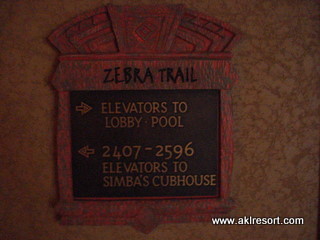 ZEBRA TRAIL
ELEVATORS TO
LOBBY · POOL
2407-2596
ELEVATORS TO
SIMBA'S CUBHOUSE
www.aklresort.com